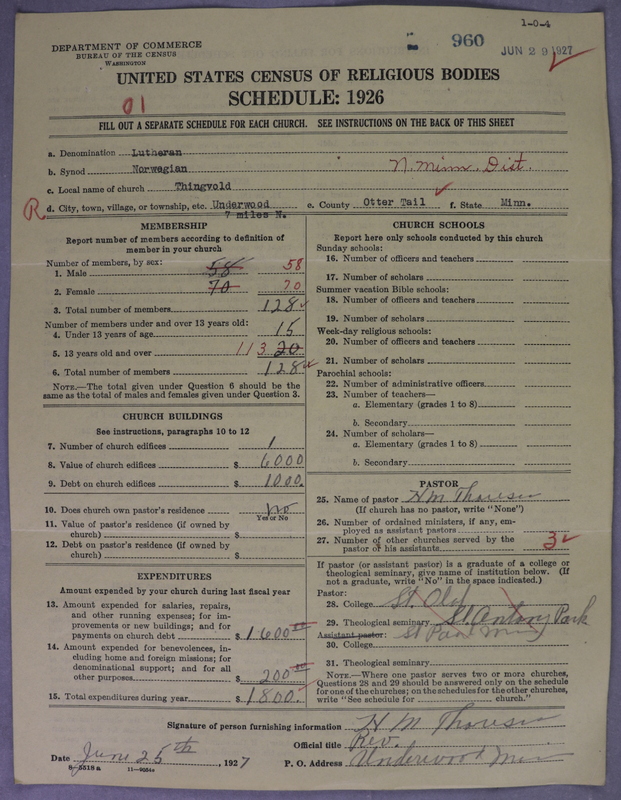 1-0-4
DEPARTMENT OF COMMERCE
BUREAU OF THE CENSUS
WASHINGTON
960
JUN 29 1927
UNITED STATES CENSUS OF RELIGIOUS BODIES
SCHEDULE: 1926
01
FILL OUT A SEPARATE SCHEDULE FOR EACH CHURCH. SEE INSTRUCTIONS ON THE BACK OF THIS SHEET
a. Denomination Lutheran
b. Synod Norwegian N. Minn. Dist.
c. Local name of church Thingvold
R d. City, town, village, or township, etc. Underwood e. County Otter Tail f. State Minn.
7 miles N.
MEMBERSHIP
Report number of members according to definition of
member in your church
Number of members, by sex:
1. Male 58 58
2. Female 70 70
3. Total number of members 128
Number of members under and over 13 years old:
4. Under 13 years of age 15
5. 13 years old and over 113 20
6. Total number of members 128
NOTE.—The total given under Question 6 should be
same as the total of males and females given under Question 3.
CHURCH BUILDINGS
See instructions, paragraphs 10 to 12
7. Number of church edifices 1
8. Value of church edifices $ 6000
9. Debt on church edifices $ 1000.
10. Does church own pastor's residence No
Yes or No
11. Value of pastor's residence (if owned by
church) $
12. Debt on pastor's residence (if owned by
church) $
EXPENDITURES
Amount expended by your church during last fiscal year
13. Amount expended for salaries, repairs,
and other running expenses; for im-
provements or new buildings; and for
payments on church debt $ 1600 00
14. Amount expended for benevolences, in-
cluding home and foreign missions; for
denominational support; and for all
other purposes $ 200 00
15. Total expenditures during year $ 1800.
CHURCH SCHOOLS
Report here only schools conducted by this church
Sunday schools:
16. Number of officers and teachers
17. Number of scholars
Summer vacation Bible schools:
18. Number of officers and teachers
19. Number of scholars
Week-day religious schools:
20. Number of officers and teachers
21. Number of scholars
Parochial schools:
22. Number of administrative officers
23. Number of teachers—
a. Elementary (grades 1 to 8)
b. Secondary
24. Number of scholars—
a. Elementary (grades 1 to 8)
b. Secondary
PASTOR
25. Name of pastor H M Thoresen
(If church has no pastor, write "None")
26. Number of ordained ministers, if any, em-
ployed as assistant pastors
27. Number of other churches served by the
pastor or his assistants 3
If pastor (or assistant pastor) is a graduate of a college or
theological seminary, give name of institution below. (If
not a graduate, write "No" in the space indicated.)
Pastor:
28. College St. Olaf
29. Theological seminary St. Antony Park
Assistant pastor: St Paul Minn
30. College
31. Theological seminary
NOTE.—Where one pastor serves two or more churches,
Questions 28 and 29 should be answered only on the schedule
for one of the churches; on the schedules for the other churches,
write "See schedule for church."
Signature of person furnishing information H M Thoresen
Official title Rev.
Date June 25th, 1927 P. O. Address Underwood Minn
8-5518a 11-9054